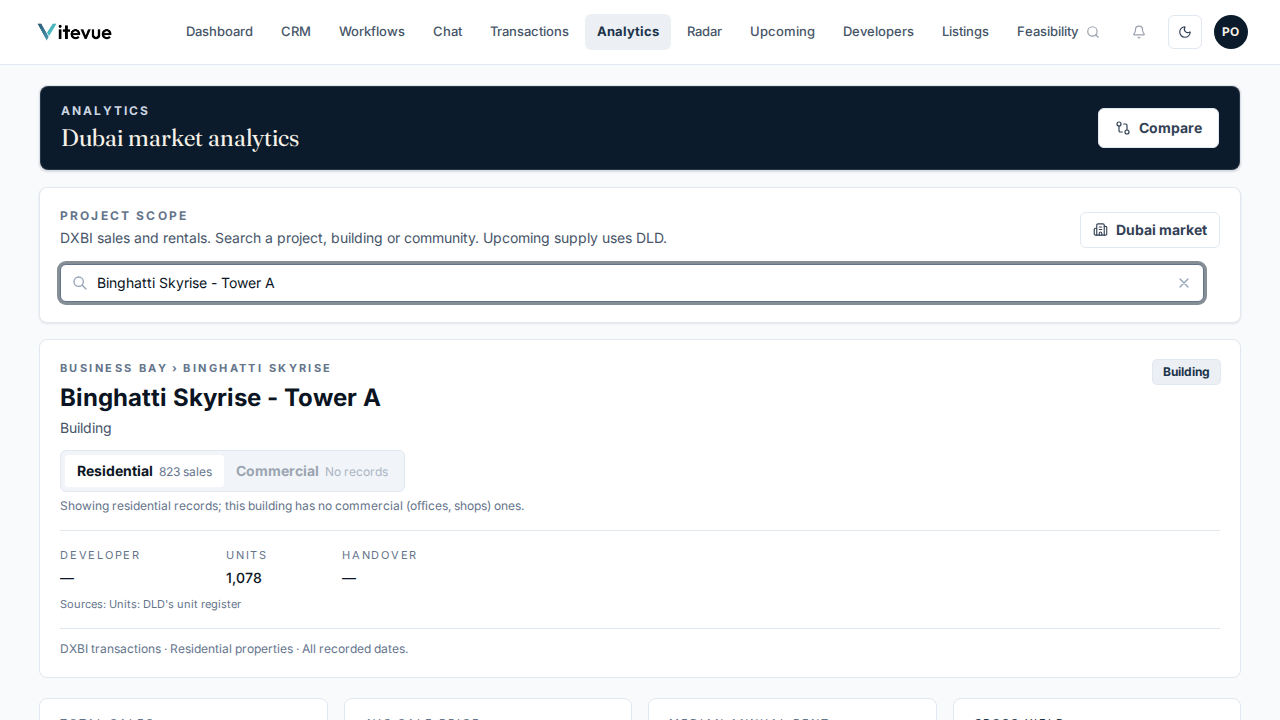 Vitevue
Dashboard CRM Workflows Chat Transactions Analytics Radar Upcoming Developers Listings Feasibility PO
ANALYTICS
Dubai market analytics
Compare
PROJECT SCOPE
DXBI sales and rentals. Search a project, building or community. Upcoming supply uses DLD.
Dubai market
Binghatti Skyrise - Tower A
BUSINESS BAY › BINGHATTI SKYRISE
Building
Binghatti Skyrise - Tower A
Building
Residential 823 sales Commercial No records
Showing residential records; this building has no commercial (offices, shops) ones.
DEVELOPER UNITS HANDOVER
— 1,078 —
Sources: Units: DLD's unit register
DXBI transactions · Residential properties · All recorded dates.